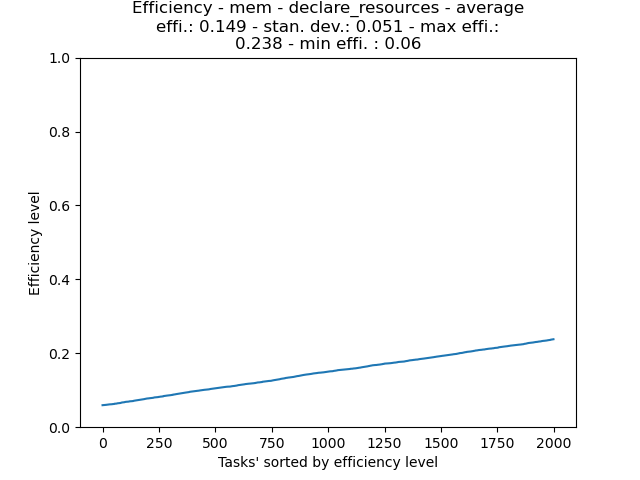 Efficiency - mem - declare_resources - average
effi.: 0.149 - stan. dev.: 0.051 - max effi.:
0.238 - min effi. : 0.06
1.0
0.8
0.6
0.4
0.2
0.0
Efficiency level
0 250 500 750 1000 1250 1500 1750 2000
Tasks' sorted by efficiency level